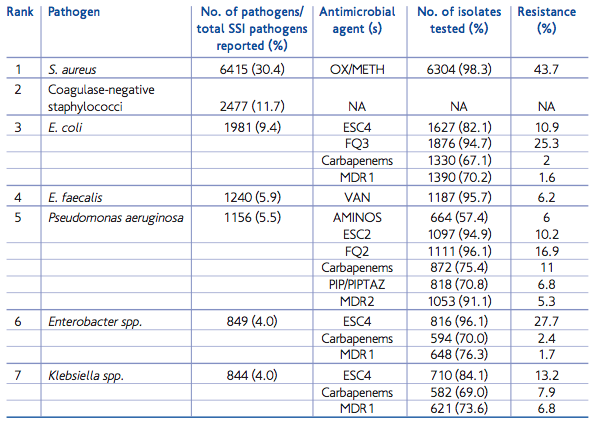 Rank Pathogen No. of pathogens/ Antimicrobial No. of isolates Resistance
total SSI pathogens agent (s) tested (%) (%)
reported (%)
1 S. aureus 6415 (30.4) OX/METH 6304 (98.3) 43.7
2 Coagulase-negative
staphylococci 2477 (11.7) NA NA NA
3 E. coli 1981 (9.4) ESC4 1627 (82.1) 10.9
FQ3 1876 (94.7) 25.3
Carbapenems 1330 (67.1) 2
MDR1 1390 (70.2) 1.6
4 E. faecalis 1240 (5.9) VAN 1187 (95.7) 6.2
5 Pseudomonas aeruginosa 1156 (5.5) AMINOS 664 (57.4) 6
ESC2 1097 (94.9) 10.2
FQ2 1111 (96.1) 16.9
Carbapenems 872 (75.4) 11
PIP/PIPTAZ 818 (70.8) 6.8
MDR2 1053 (91.1) 5.3
6 Enterobacter spp. 849 (4.0) ESC4 816 (96.1) 27.7
Carbapenems 594 (70.0) 2.4
MDR1 648 (76.3) 1.7
7 Klebsiella spp. 844 (4.0) ESC4 710 (84.1) 13.2
Carbapenems 582 (69.0) 7.9
MDR1 621 (73.6) 6.8